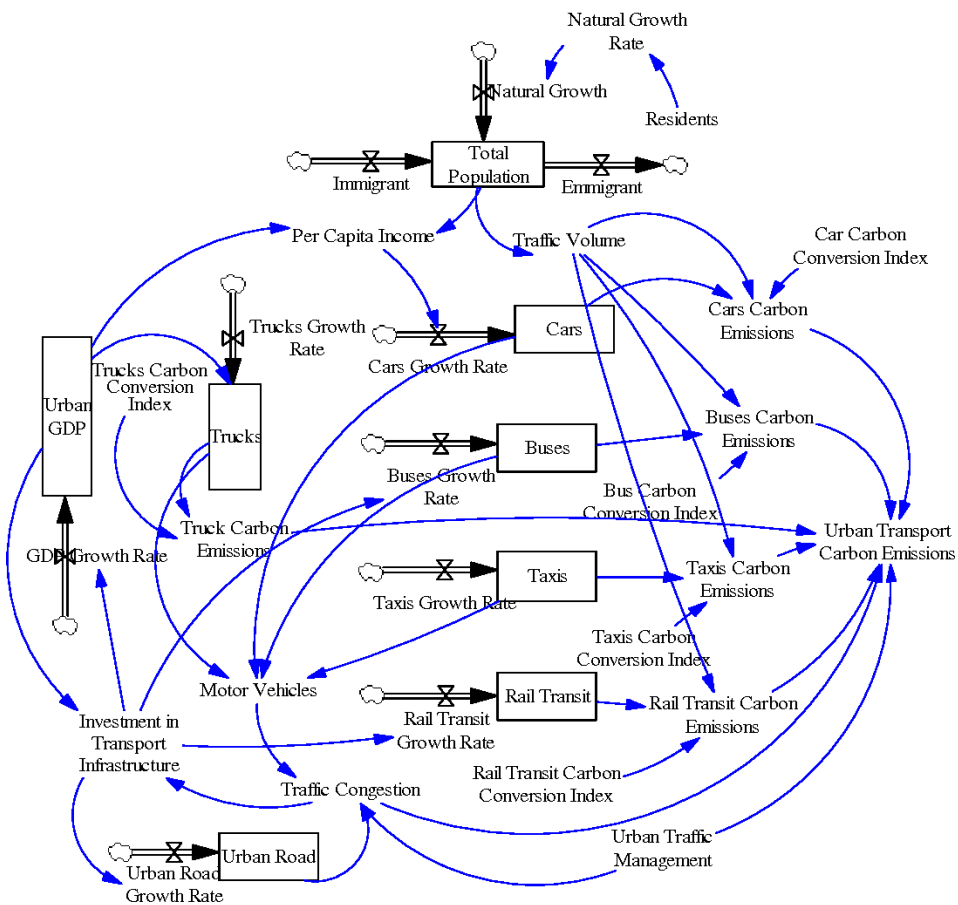 Natural Growth
Rate
Natural Growth
Residents
Total
Population
Immigrant
Emmigrant
Per Capita Income
Traffic Volume
Car Carbon
Conversion Index
Cars Carbon
Emissions
Trucks Growth
Rate
Cars
Cars Growth Rate
Urban
GDP
Trucks Carbon
Conversion
Index
Trucks
Buses Carbon
Emissions
Buses
Buses Growth
Rate
Bus Carbon
Conversion Index
Truck Carbon
Emissions
Urban Transport
Carbon Emissions
GDP Growth Rate
Taxis
Taxis Carbon
Emissions
Taxis Growth Rate
Taxis Carbon
Conversion Index
Motor Vehicles
Rail Transit
Rail Transit Carbon
Emissions
Investment in
Transport
Infrastructure
Rail Transit
Growth Rate
Rail Transit Carbon
Conversion Index
Traffic Congestion
Urban Traffic
Management
Urban Road
Urban Road
Growth Rate